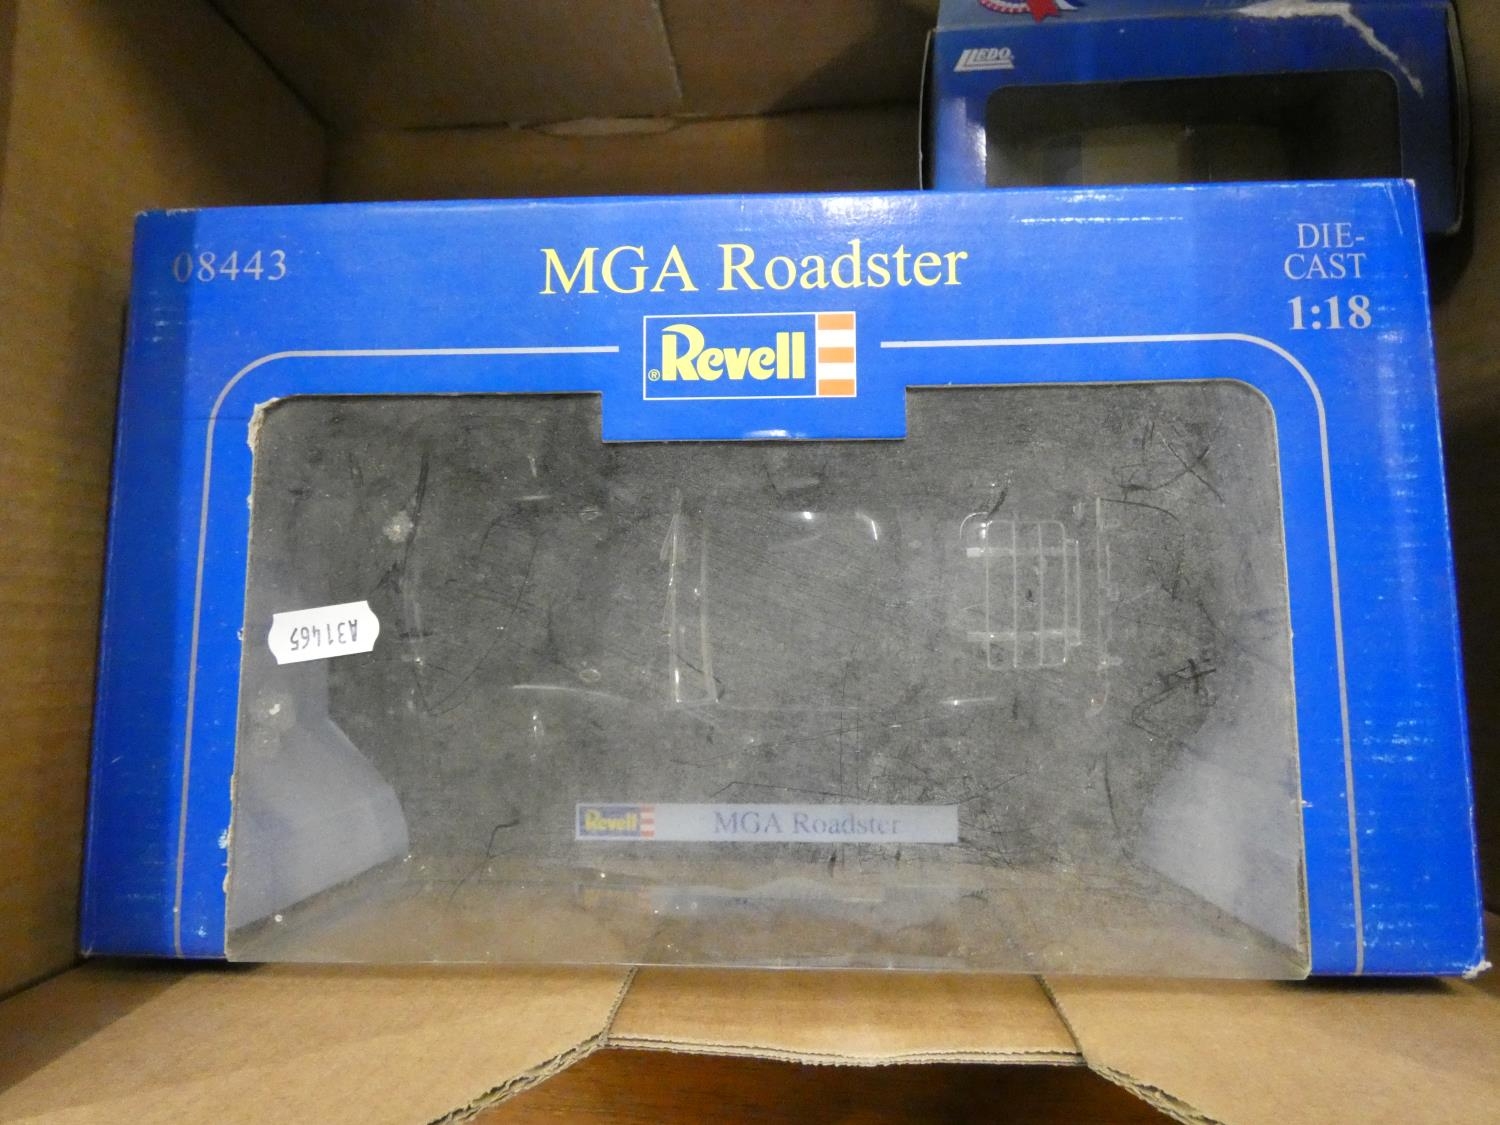 LLEDO
08443
MGA Roadster
DIE-
CAST
1:18
® Revell
A31465
Revell MGA Roadster